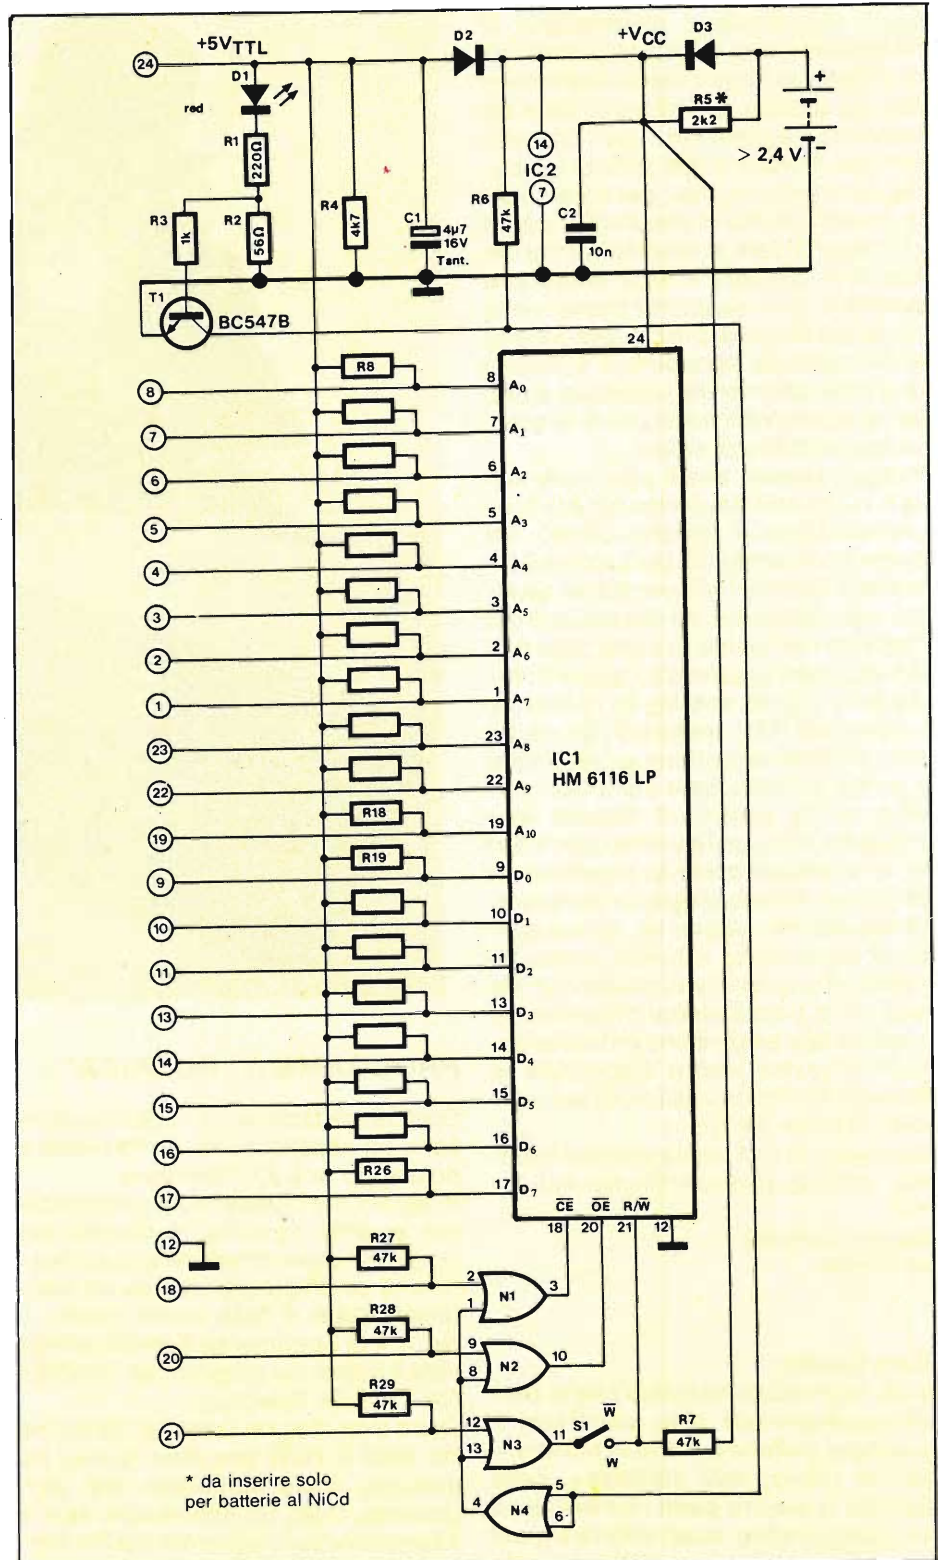 +5VTTL
D2
+VCC
D3
24
D1
red
R5*
2k2
+
R1
220Ω
14
IC2
7
> 2,4 V
−
R3
1k
R2
56Ω
R4
4k7
C1
4µ7
16V
Tant.
R6
47k
C2
10n
T1
BC547B
24
8 R8 8 A0
7 7 A1
6 6 A2
5 5 A3
4 4 A4
3 3 A5
2 2 A6
1 1 A7
23 23 A8
IC1
HM 6116 LP
22 22 A9
19 R18 19 A10
9 R19 9 D0
10 10 D1
11 11 D2
13 13 D3
14 14 D4
15 15 D5
16 16 D6
17 R26 17 D7
C̅E̅ O̅E̅ R/W̅
18 20 21 12
12
R27
47k
18
2
1
N1
3
R28
47k
20
9
8
N2
10
R29
47k
21
12
13
N3
11
S1
W̅
W
R7
47k
4
N4
5
6
* da inserire solo
per batterie al NiCd